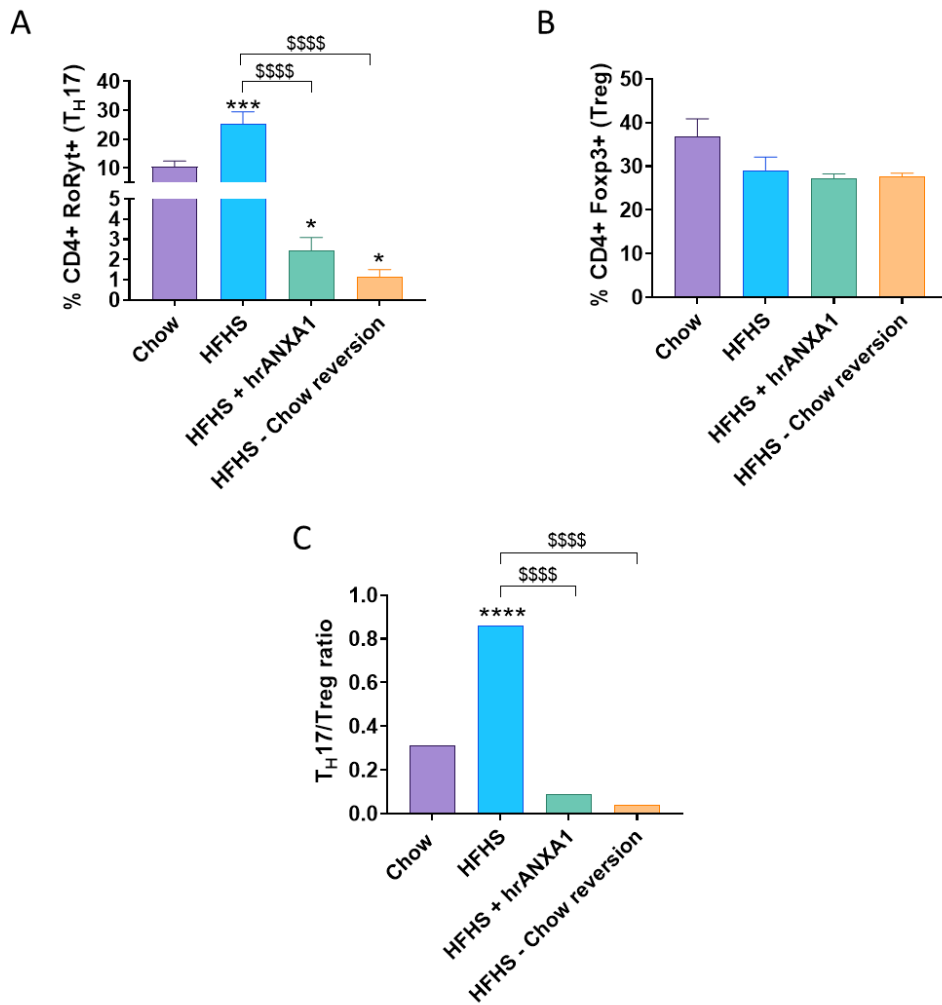 A
% CD4+ RoRyt+ (TH17)
40
30
20
10
5
4
3
2
1
0
$$$$
$$$$
***
*
*
Chow
HFHS
HFHS + hrANXA1
HFHS - Chow reversion
B
% CD4+ Foxp3+ (Treg)
50
40
30
20
10
0
Chow
HFHS
HFHS + hrANXA1
HFHS - Chow reversion
C
TH17/Treg ratio
1.0
0.8
0.6
0.4
0.2
0.0
$$$$
$$$$
****
Chow
HFHS
HFHS + hrANXA1
HFHS - Chow reversion